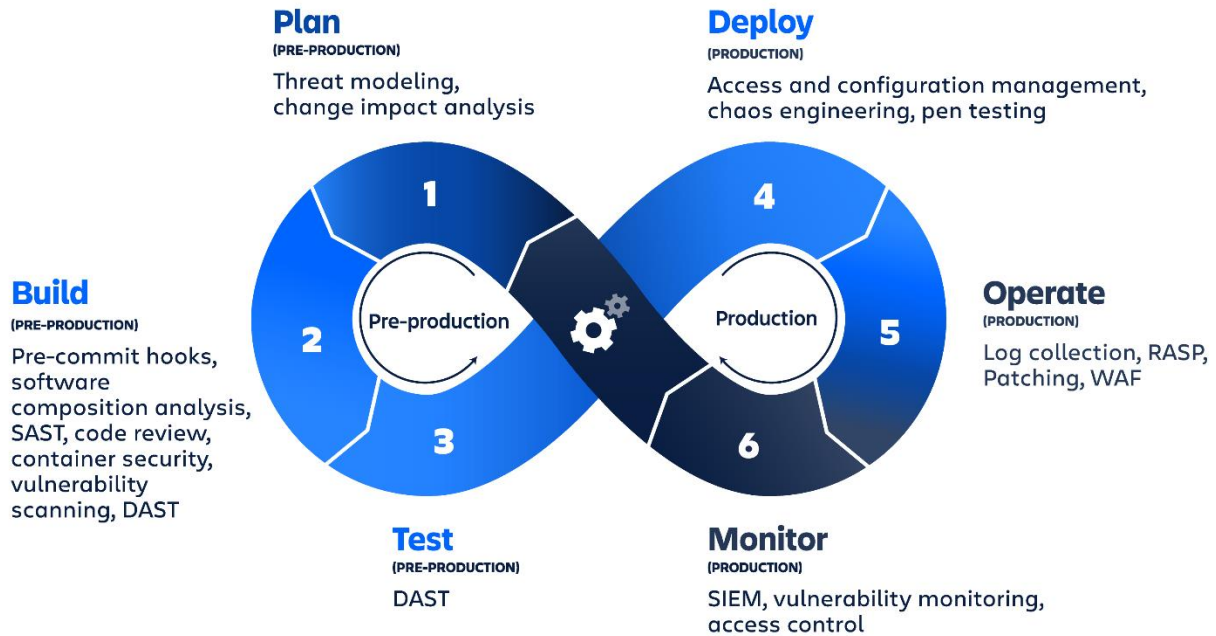 Plan
(PRE-PRODUCTION)
Threat modeling,
change impact analysis
Deploy
(PRODUCTION)
Access and configuration management,
chaos engineering, pen testing
1
4
Build
(PRE-PRODUCTION)
Pre-commit hooks,
software
composition analysis,
SAST, code review,
container security,
vulnerability
scanning, DAST
2
Pre-production
Production
5
Operate
(PRODUCTION)
Log collection, RASP,
Patching, WAF
3
6
Test
(PRE-PRODUCTION)
DAST
Monitor
(PRODUCTION)
SIEM, vulnerability monitoring,
access control